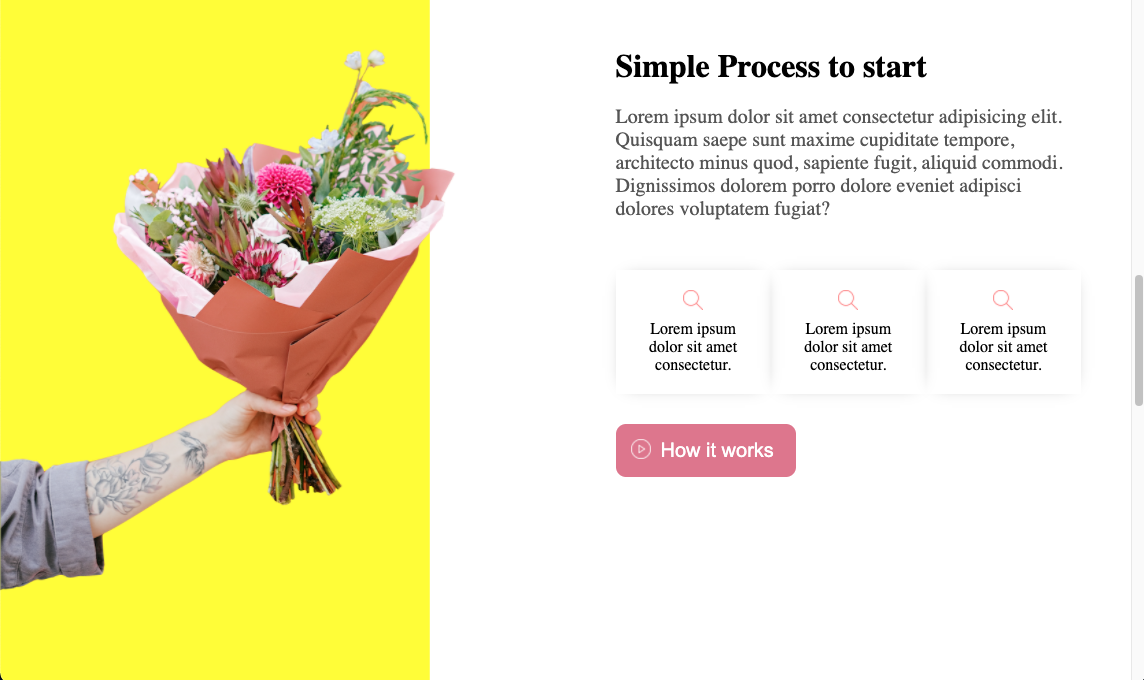 Simple Process to start
Lorem ipsum dolor sit amet consectetur adipisicing elit.
Quisquam saepe sunt maxime cupiditate tempore,
architecto minus quod, sapiente fugit, aliquid commodi.
Dignissimos dolorem porro dolore eveniet adipisci
dolores voluptatem fugiat?
Lorem ipsum
dolor sit amet
consectetur.
Lorem ipsum
dolor sit amet
consectetur.
Lorem ipsum
dolor sit amet
consectetur.
How it works